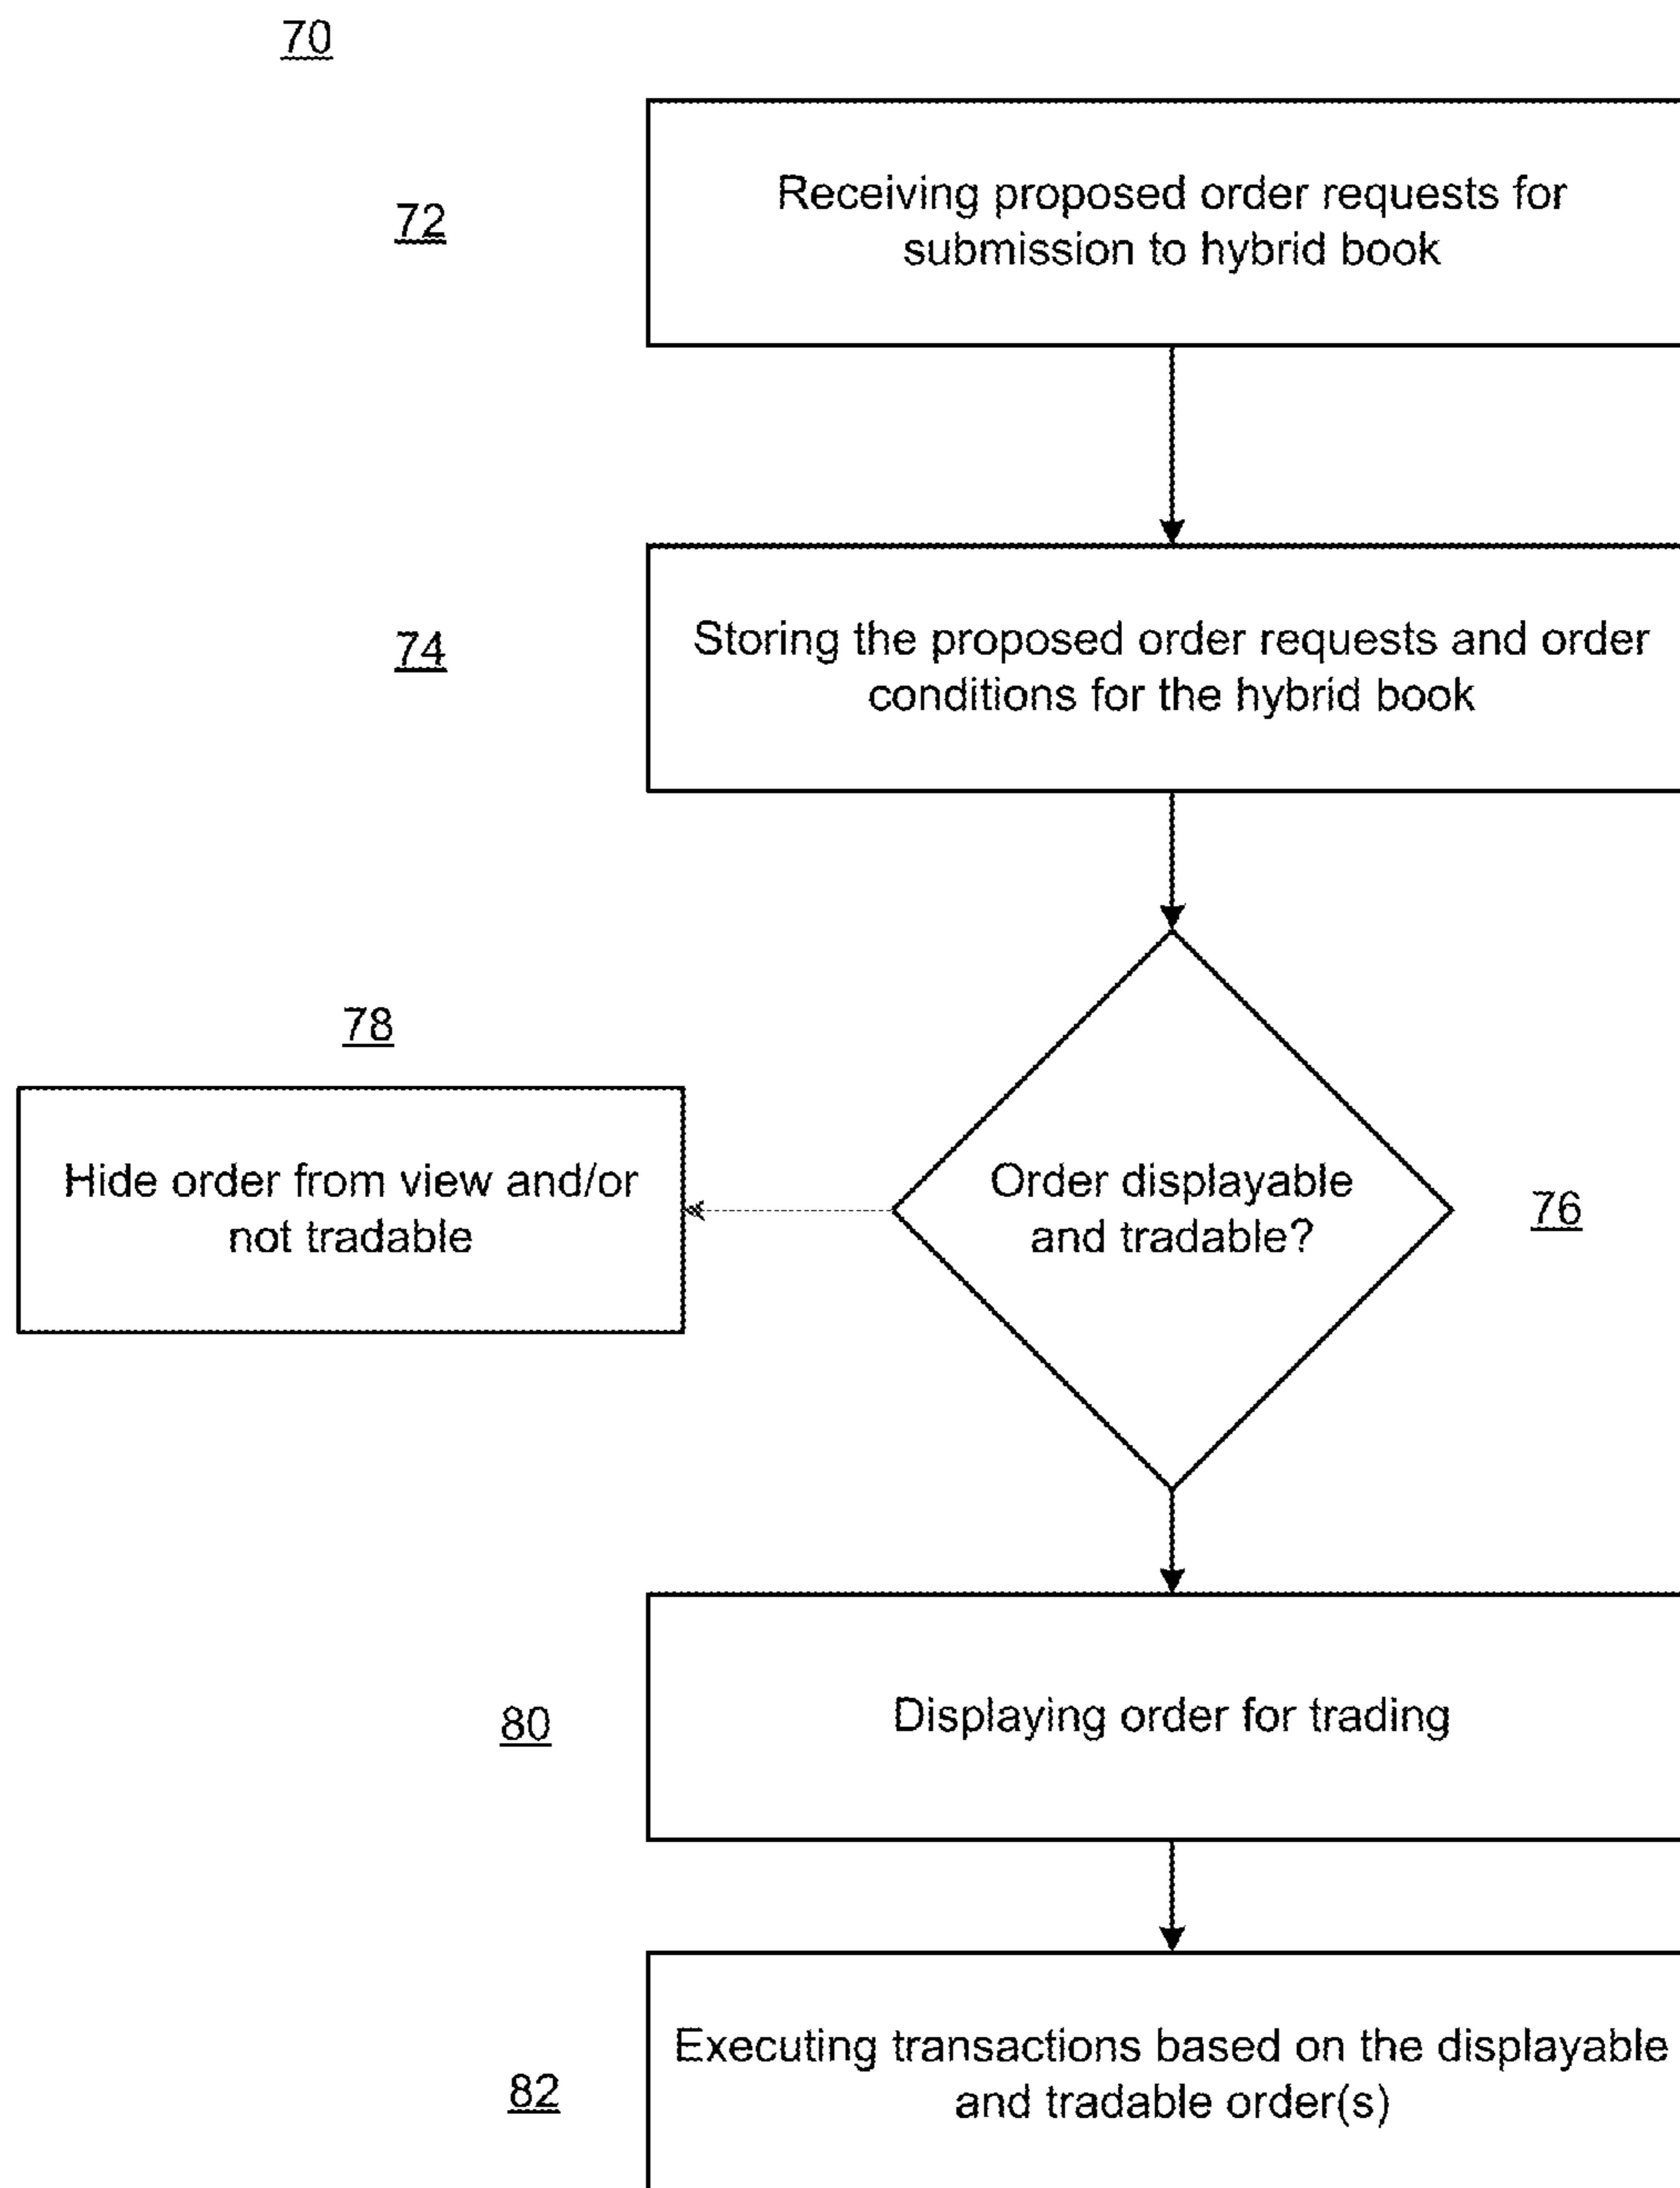 70
72
Receiving proposed order requests for
submission to hybrid book
74
Storing the proposed order requests and order
conditions for the hybrid book
78
Hide order from view and/or
not tradable
Order displayable
and tradable?
76
80
Displaying order for trading
82
Executing transactions based on the displayable
and tradable order(s)